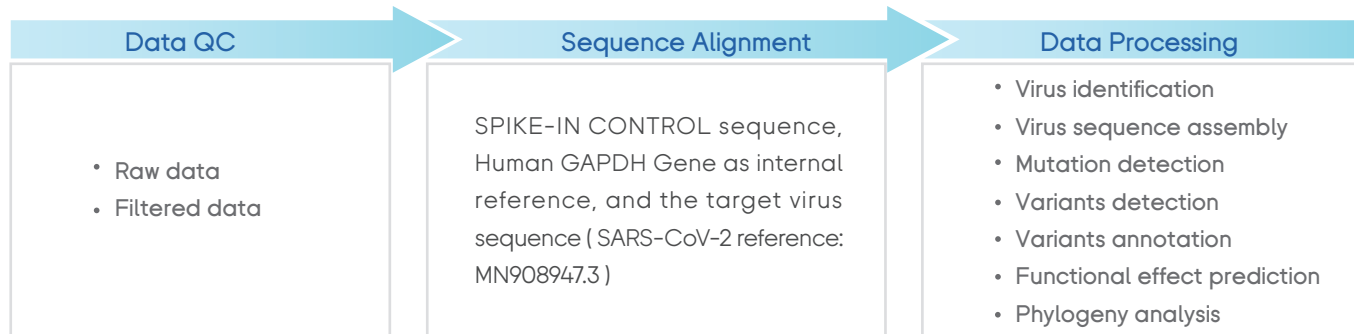 Data QC
Sequence Alignment
Data Processing
• Raw data
• Filtered data
SPIKE-IN CONTROL sequence,
Human GAPDH Gene as internal
reference, and the target virus
sequence ( SARS-CoV-2 reference:
MN908947.3 )
• Virus identification
• Virus sequence assembly
• Mutation detection
• Variants detection
• Variants annotation
• Functional effect prediction
• Phylogeny analysis